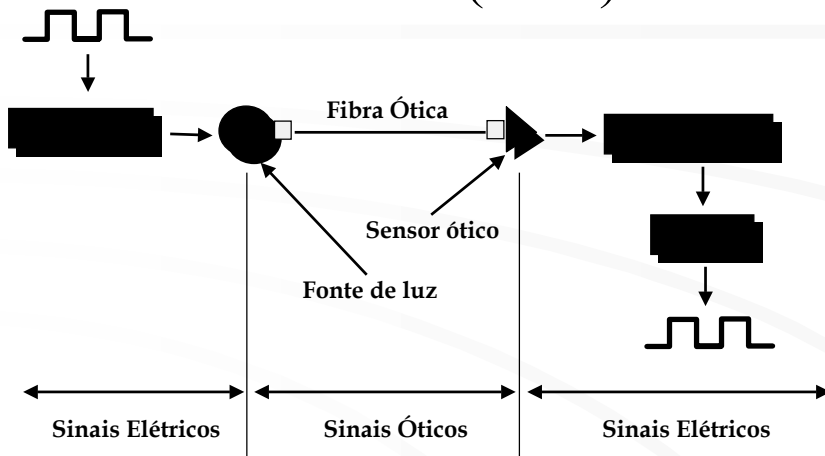 Fibra Ótica
Sensor ótico
Fonte de luz
Sinais Elétricos
Sinais Óticos
Sinais Elétricos